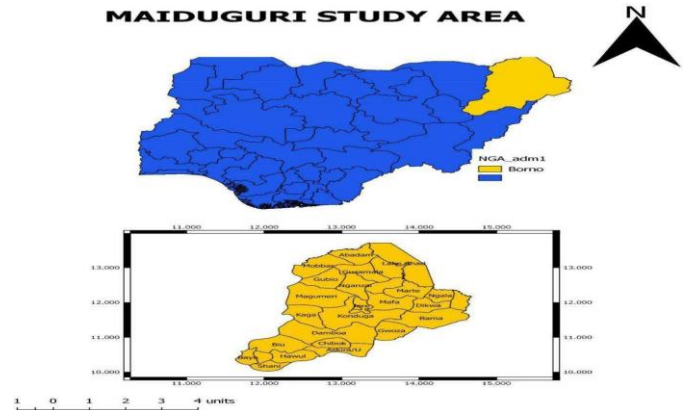 MAIDUGURI STUDY AREA
N
NGA_adm1
Borno
11.000 12.000 13.000 14.000 15.000
Abadam
Mobbar
Gubio
Nganzai
13.000 13.000
Magumeri
Marte
Ngala
12.000 Mafa Dikwa 12.000
Kaga
Konduga
Bama
Damboa
Gwoza
11.000 11.000
Biu
Chibok
Hawul
Shani
10.000 10.000
11.000 12.000 13.000 14.000 15.000
1 0 1 2 3 4 units